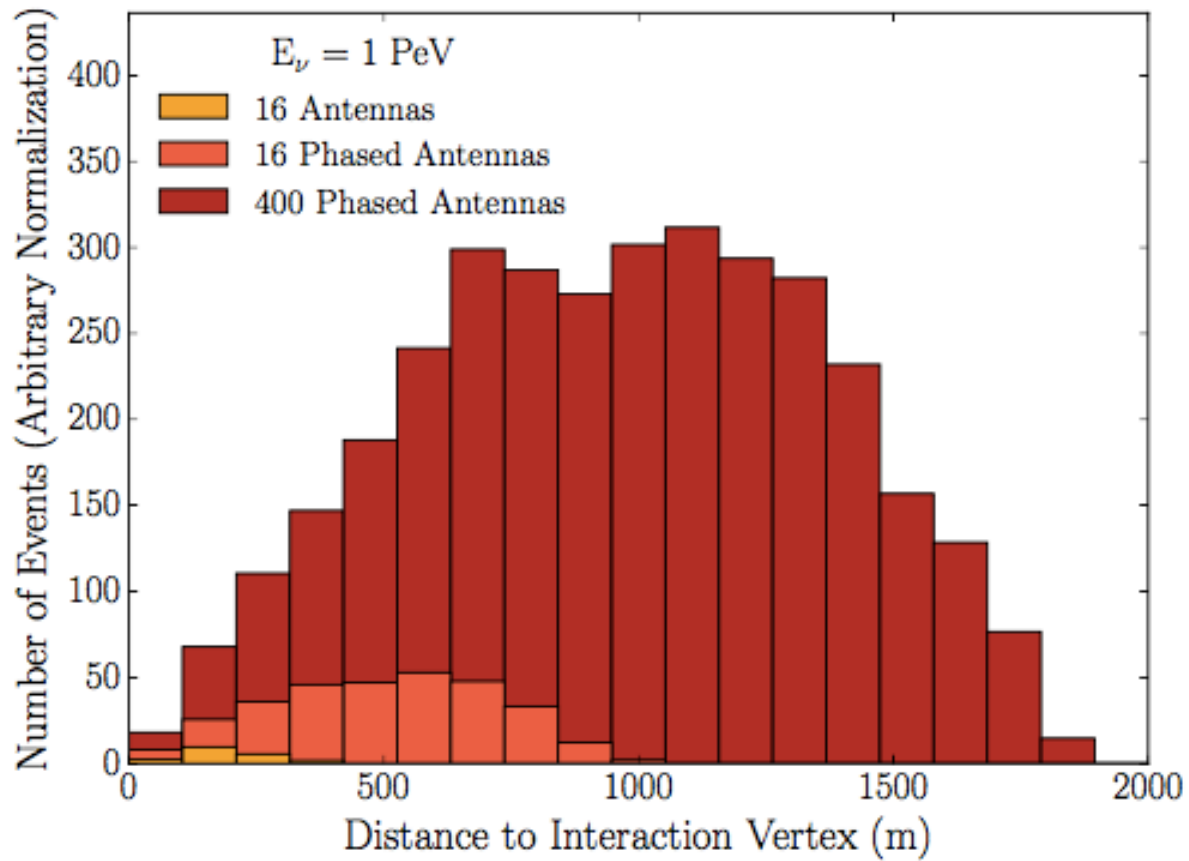 E_ν = 1 PeV
16 Antennas
16 Phased Antennas
400 Phased Antennas
Number of Events (Arbitrary Normalization)
400
350
300
250
200
150
100
50
0
0 500 1000 1500 2000
Distance to Interaction Vertex (m)